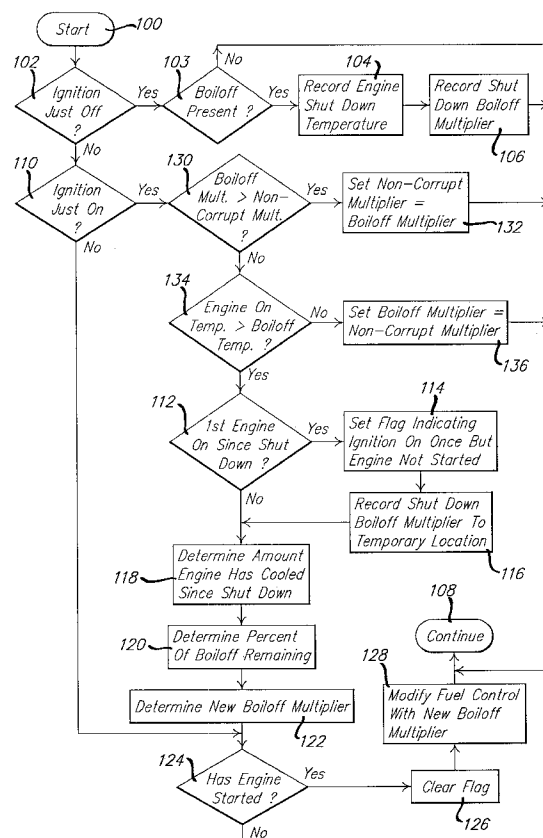 Start
100
102
Ignition
Just Off
?
Yes
No
103
No
Boiloff
Present ?
Yes
104
Record Engine
Shut Down
Temperature
Record Shut
Down Boiloff
Multiplier
106
110
Ignition
Just On
?
Yes
No
130
Boiloff
Mult. > Non-
Corrupt Mult.
?
Yes
No
Set Non-Corrupt
Multiplier =
Boiloff Multiplier
132
134
Engine On
Temp. > Boiloff
Temp. ?
No
Yes
Set Boiloff Multiplier =
Non-Corrupt Multiplier
136
112
1st Engine
On Since Shut
Down ?
Yes
No
114
Set Flag Indicating
Ignition On Once But
Engine Not Started
Record Shut Down
Boiloff Multiplier To
Temporary Location
116
118
Determine Amount
Engine Has Cooled
Since Shut Down
120
Determine Percent
Of Boiloff Remaining
Determine New Boiloff Multiplier
122
124
Has Engine
Started ?
Yes
No
Clear Flag
126
128
Modify Fuel Control
With New Boiloff
Multiplier
108
Continue